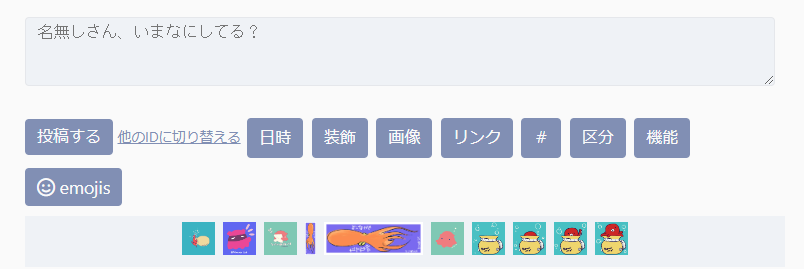 名無しさん、いまなにしてる？
投稿する 他のIDに切り替える 日時 装飾 画像 リンク # 区分 機能
emojis